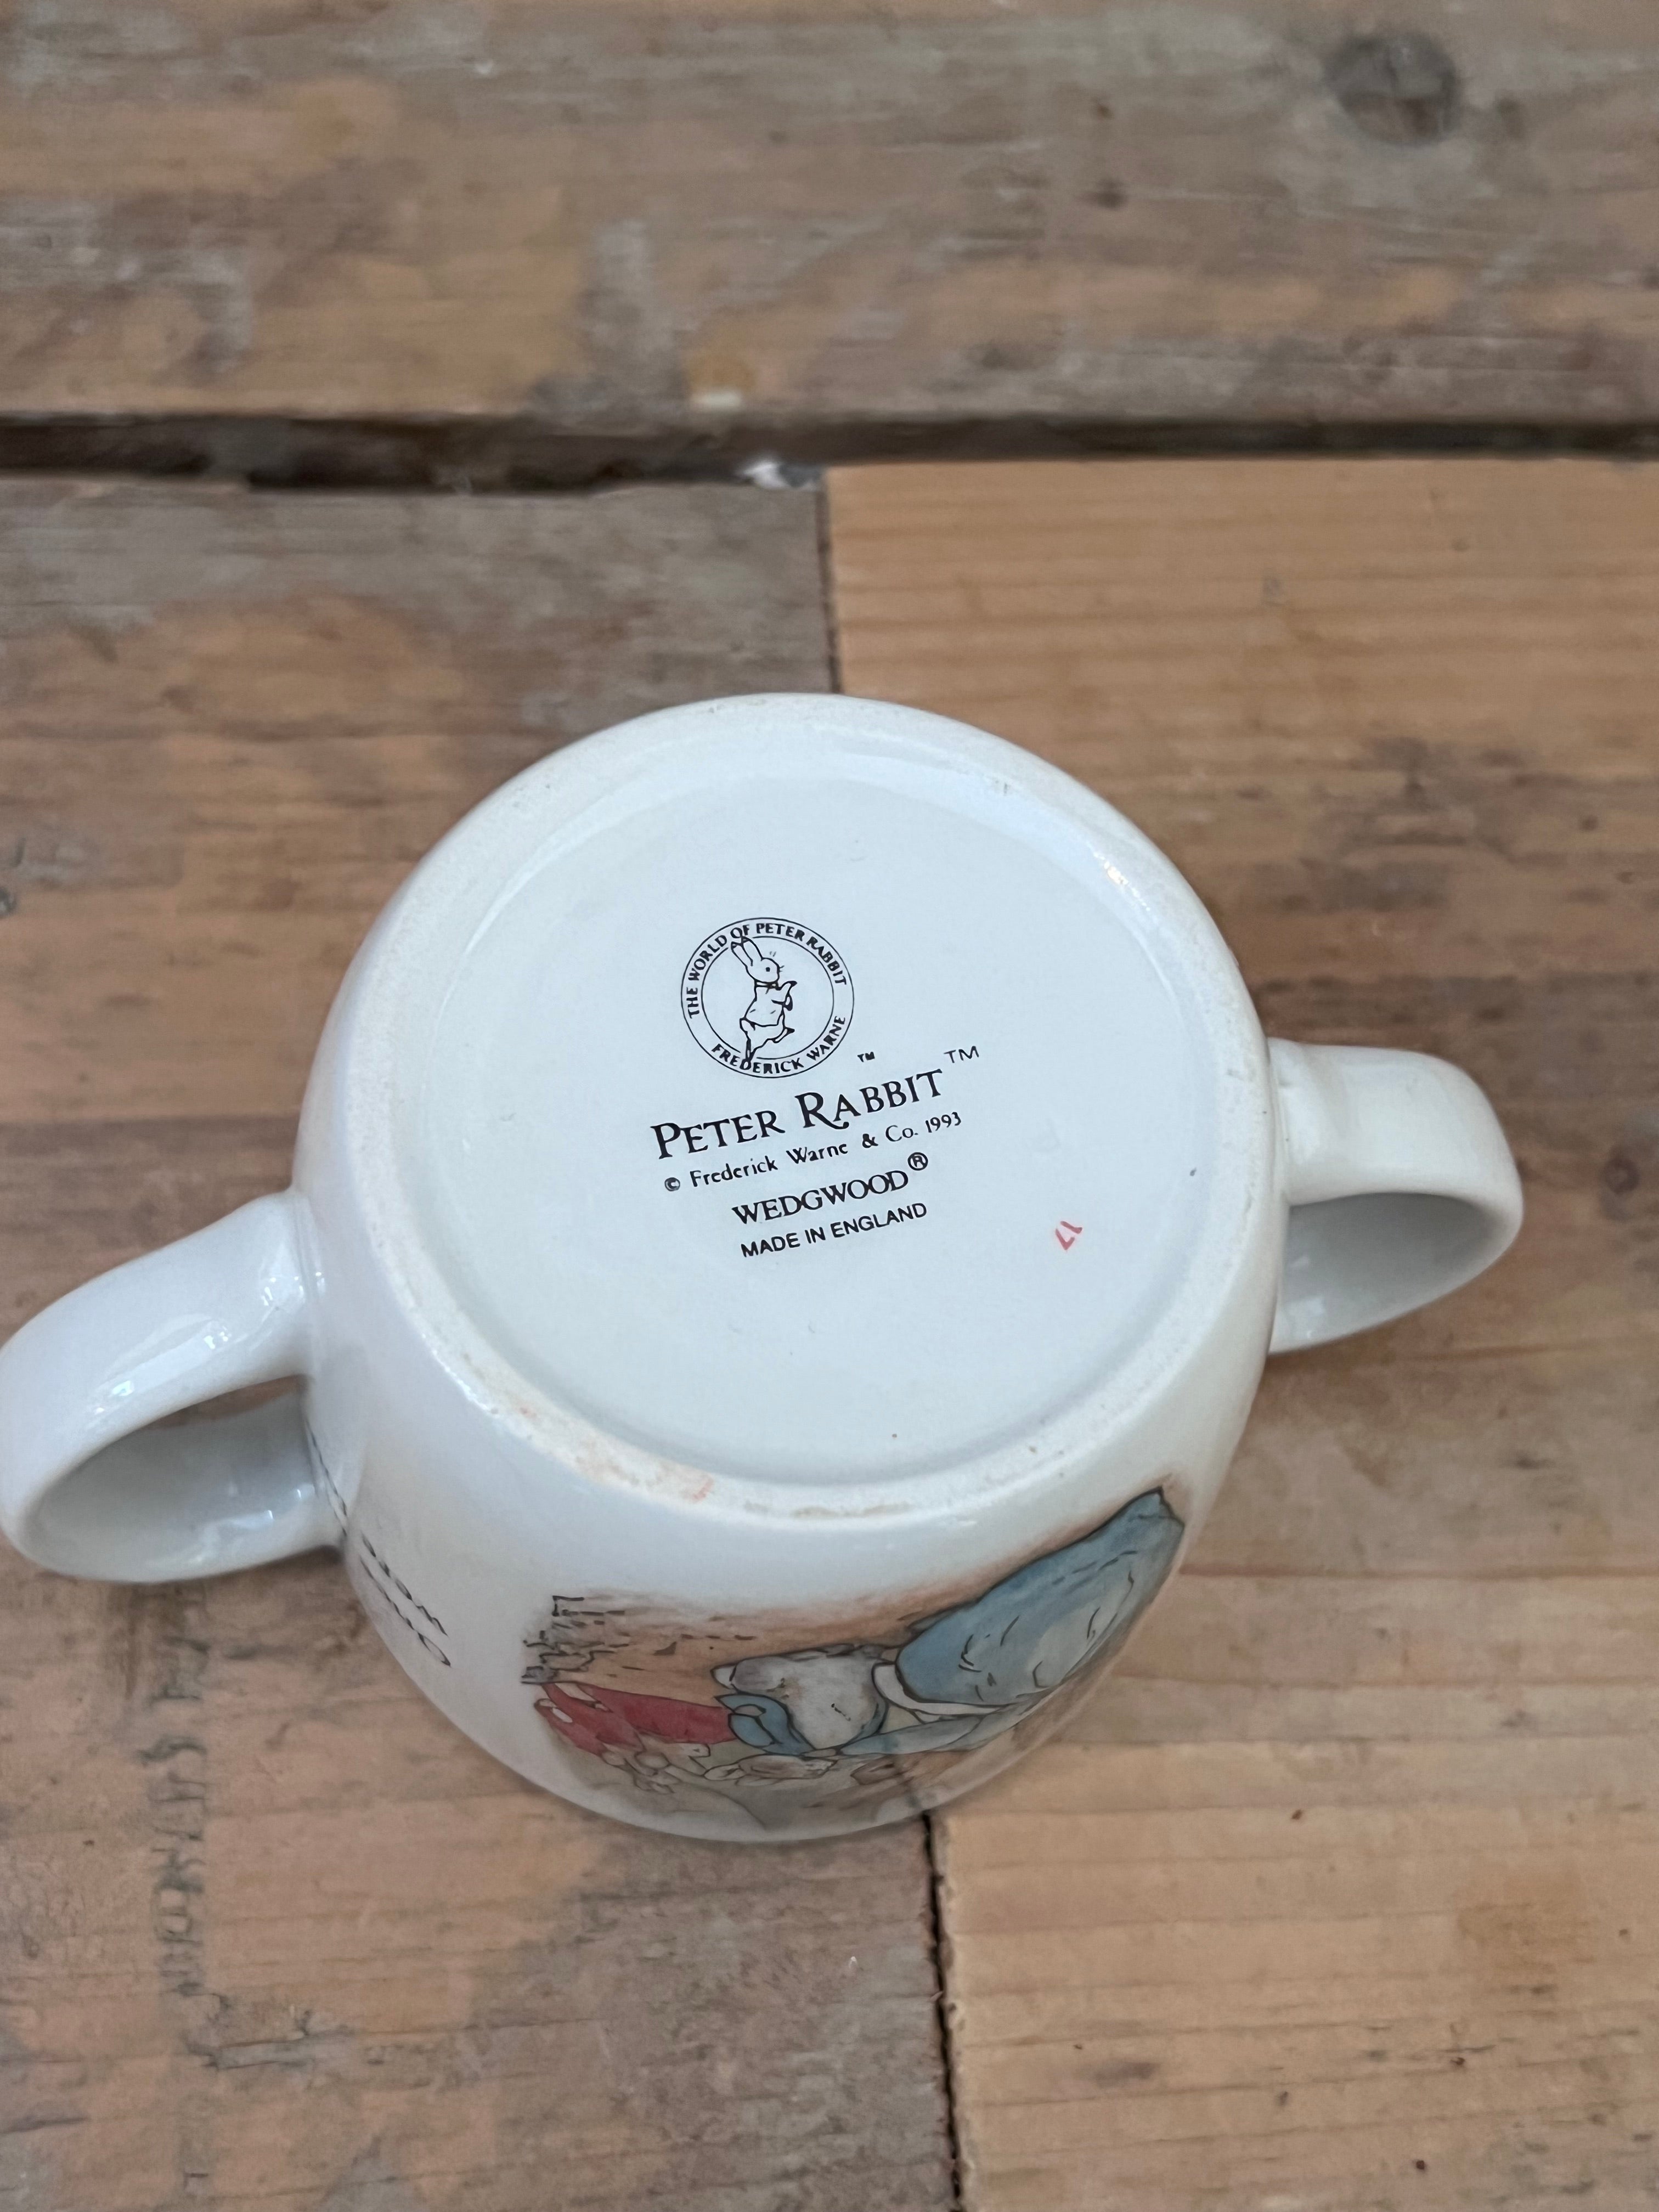 THE WORLD OF PETER RABBIT
FREDERICK WARNE
TM
PETER RABBIT TM
© Frederick Warne & Co. 1993
WEDGWOOD®
MADE IN ENGLAND